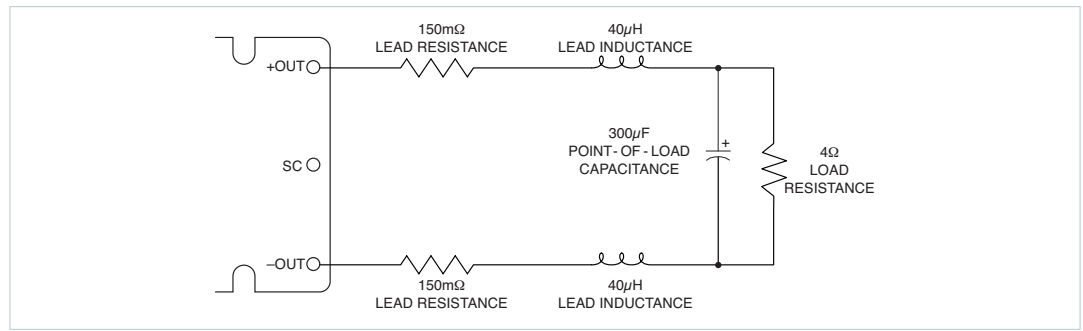 150mΩ
LEAD RESISTANCE
40µH
LEAD INDUCTANCE
+OUT
300µF
POINT- OF - LOAD
CAPACITANCE
+
SC
4Ω
LOAD
RESISTANCE
–OUT
150mΩ
LEAD RESISTANCE
40µH
LEAD INDUCTANCE